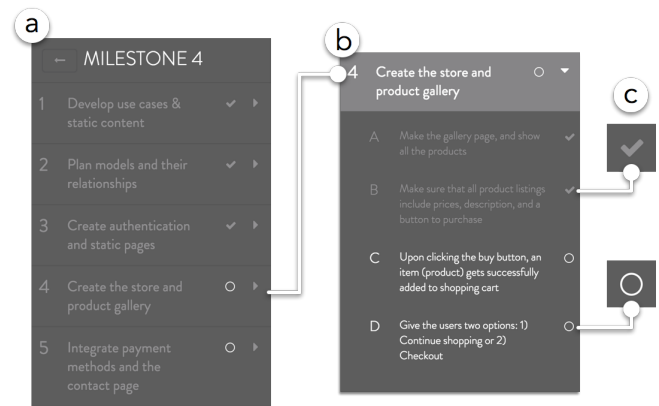 a
← MILESTONE 4
1 Develop use cases &
static content
2 Plan models and their
relationships
3 Create authentication
and static pages
4 Create the store and
product gallery
5 Integrate payment
methods and the
contact page
b
4 Create the store and
product gallery
A Make the gallery page, and show
all the products
B Make sure that all product listings
include prices, description, and a
button to purchase
C Upon clicking the buy button, an
item (product) gets successfully
added to shopping cart
D Give the users two options: 1)
Continue shopping or 2)
Checkout
c